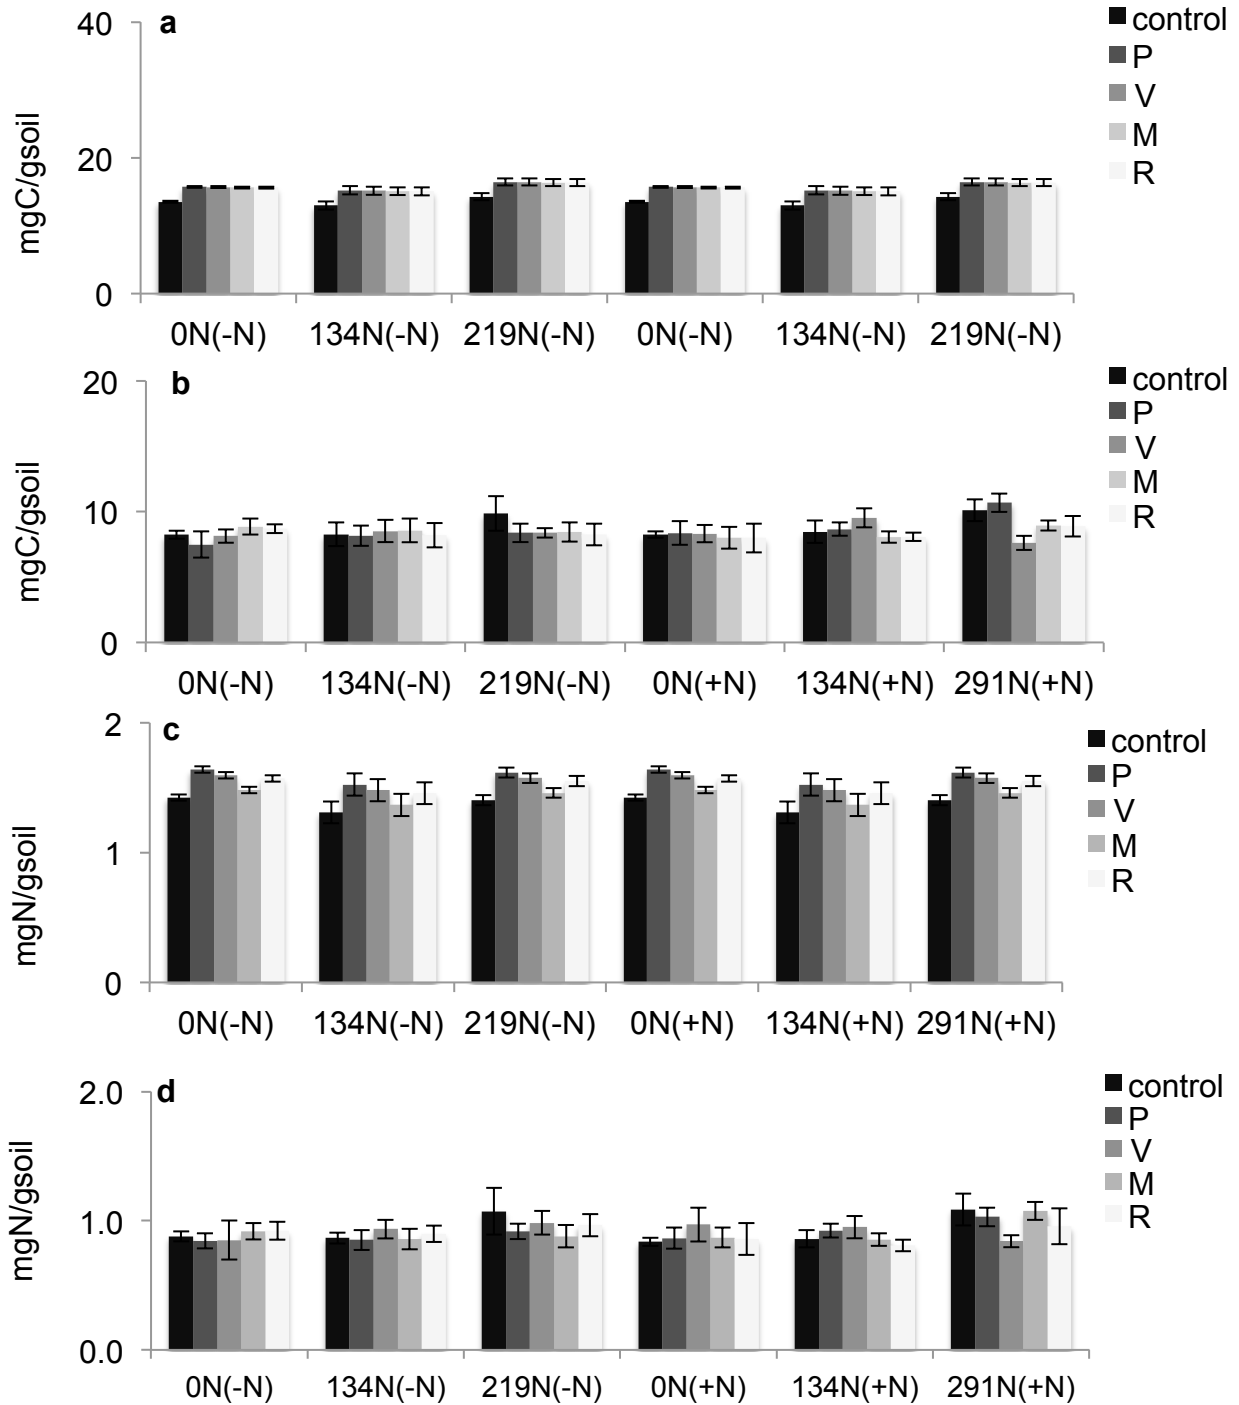 a
40
20
0
mgC/gsoil
0N(-N) 134N(-N) 219N(-N) 0N(-N) 134N(-N) 219N(-N)
control
P
V
M
R
b
20
10
0
mgC/gsoil
0N(-N) 134N(-N) 219N(-N) 0N(+N) 134N(+N) 291N(+N)
control
P
V
M
R
c
2
1
0
mgN/gsoil
0N(-N) 134N(-N) 219N(-N) 0N(+N) 134N(+N) 291N(+N)
control
P
V
M
R
d
2.0
1.0
0.0
mgN/gsoil
0N(-N) 134N(-N) 219N(-N) 0N(+N) 134N(+N) 291N(+N)
control
P
V
M
R